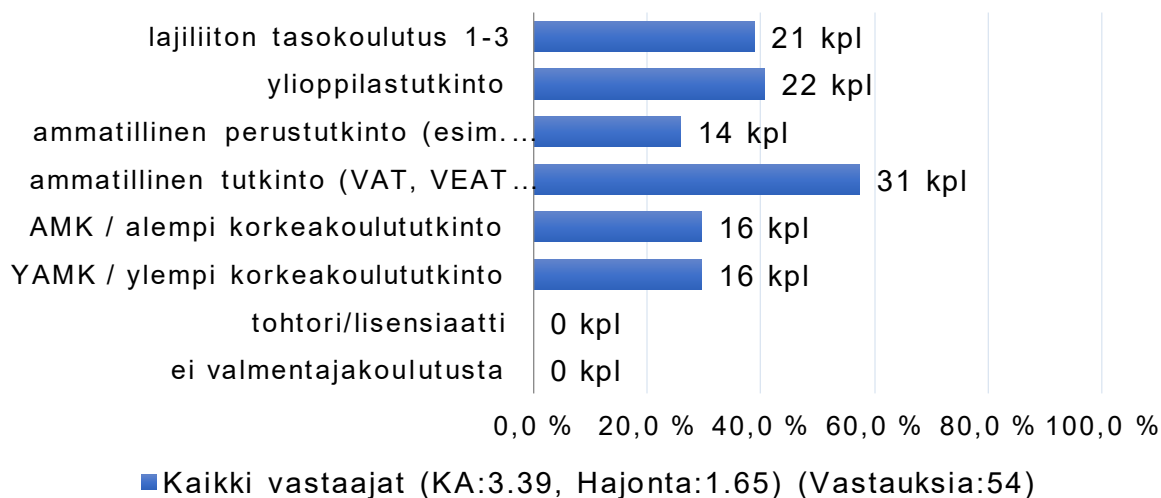 lajiliiton tasokoulutus 1-3 21 kpl
ylioppilastutkinto 22 kpl
ammatillinen perustutkinto (esim.… 14 kpl
ammatillinen tutkinto (VAT, VEAT… 31 kpl
AMK / alempi korkeakoulututkinto 16 kpl
YAMK / ylempi korkeakoulututkinto 16 kpl
tohtori/lisensiaatti 0 kpl
ei valmentajakoulutusta 0 kpl
0,0 % 20,0 % 40,0 % 60,0 % 80,0 % 100,0 %
Kaikki vastaajat (KA:3.39, Hajonta:1.65) (Vastauksia:54)